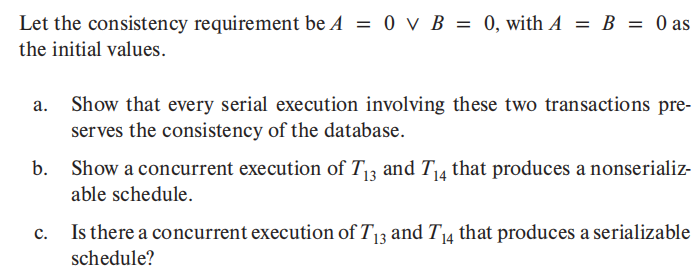 Let the consistency requirement be A = 0 ∨ B = 0, with A = B = 0 as
the initial values.
a. Show that every serial execution involving these two transactions pre-
serves the consistency of the database.
b. Show a concurrent execution of T₁₃ and T₁₄ that produces a nonserializ-
able schedule.
c. Is there a concurrent execution of T₁₃ and T₁₄ that produces a serializable
schedule?